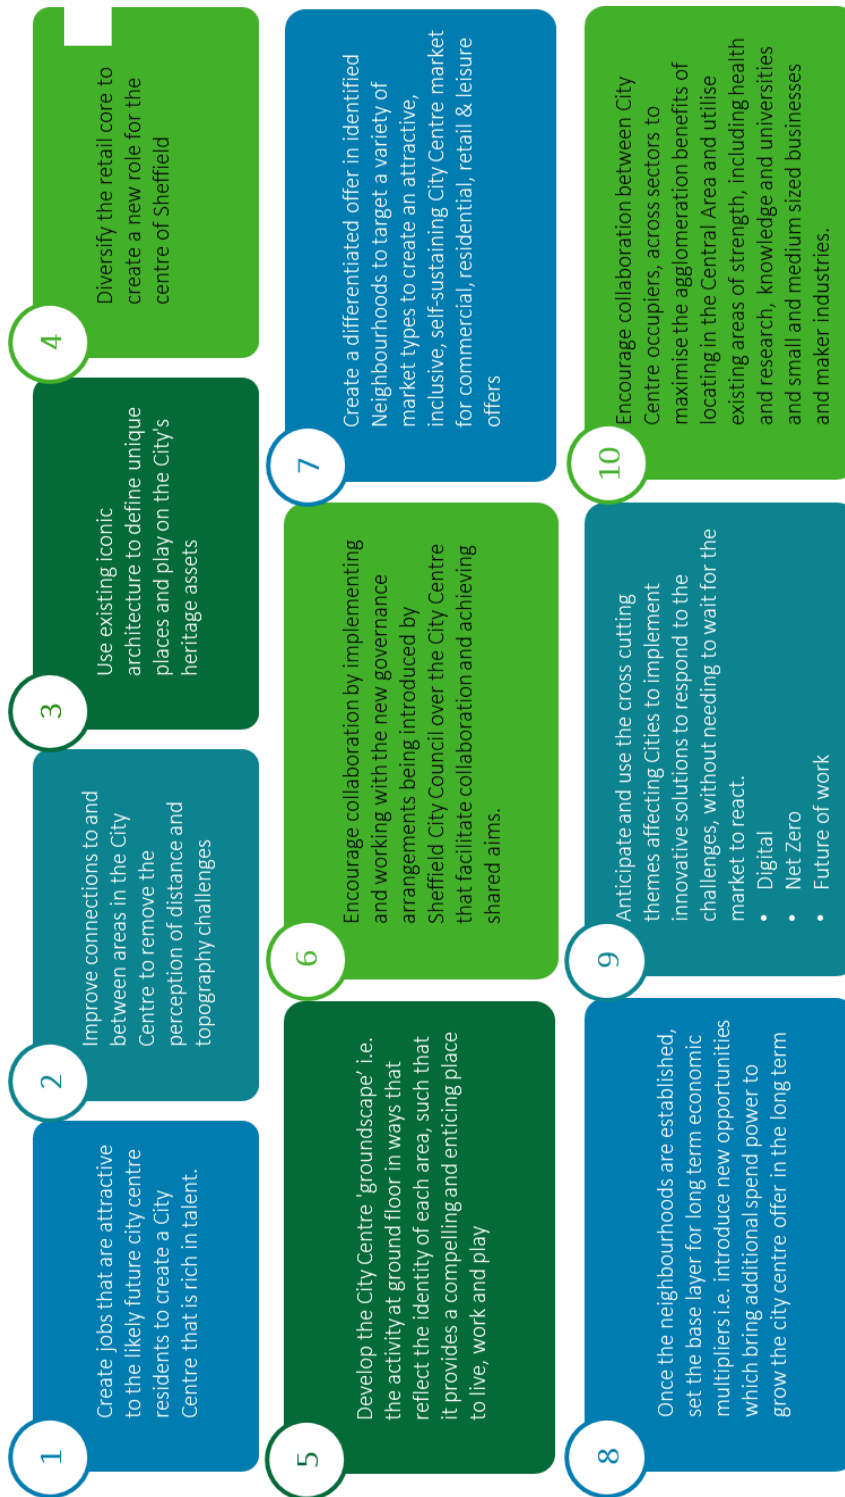 1
Create jobs that are attractive
to the likely future city centre
residents to create a City
Centre that is rich in talent.
2
Improve connections to and
between areas in the City
Centre to remove the
perception of distance and
topography challenges
3
Use existing iconic
architecture to define unique
places and play on the City's
heritage assets
4
Diversify the retail core to
create a new role for the
centre of Sheffield
5
Develop the City Centre 'groundscape' i.e.
the activity at ground floor in ways that
reflect the identity of each area, such that
it provides a compelling and enticing place
to live, work and play
6
Encourage collaboration by implementing
and working with the new governance
arrangements being introduced by
Sheffield City Council over the City Centre
that facilitate collaboration and achieving
shared aims.
7
Create a differentiated offer in identified
Neighbourhoods to target a variety of
market types to create an attractive,
inclusive, self-sustaining City Centre market
for commercial, residential, retail & leisure
offers
8
Once the neighbourhoods are established,
set the base layer for long term economic
multipliers i.e. introduce new opportunities
which bring additional spend power to
grow the city centre offer in the long term
9
Anticipate and use the cross cutting
themes affecting Cities to implement
innovative solutions to respond to the
challenges, without needing to wait for the
market to react.
• Digital
• Net Zero
• Future of work
10
Encourage collaboration between City
Centre occupiers, across sectors to
maximise the agglomeration benefits of
locating in the Central Area and utilise
existing areas of strength, including health
and research, knowledge and universities
and small and medium sized businesses
and maker industries.